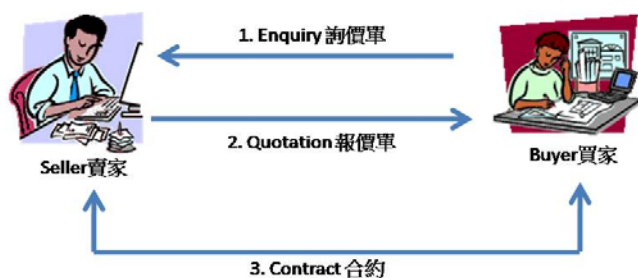 1. Enquiry 詢價單
2. Quotation 報價單
Seller賣家
Buyer買家
3. Contract 合約